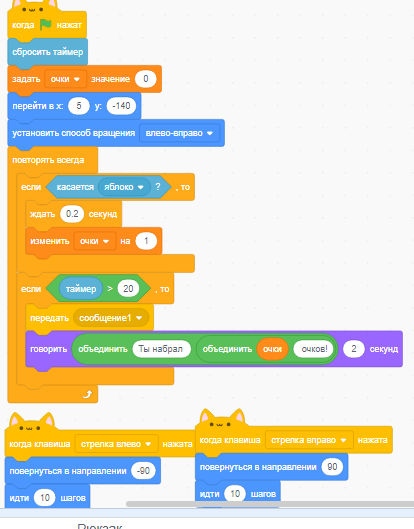 когда нажат
сбросить таймер
задать очки значение 0
перейти в x: 5 y: -140
установить способ вращения влево-вправо
повторять всегда
если касается яблоко ? , то
ждать 0.2 секунд
изменить очки на 1
если таймер > 20 , то
передать сообщение1
говорить объединить Ты набрал объединить очки очков! 2 секунд
когда клавиша стрелка влево нажата
повернуться в направлении -90
идти 10 шагов
когда клавиша стрелка вправо нажата
повернуться в направлении 90
идти 10 шагов
Рюкзак